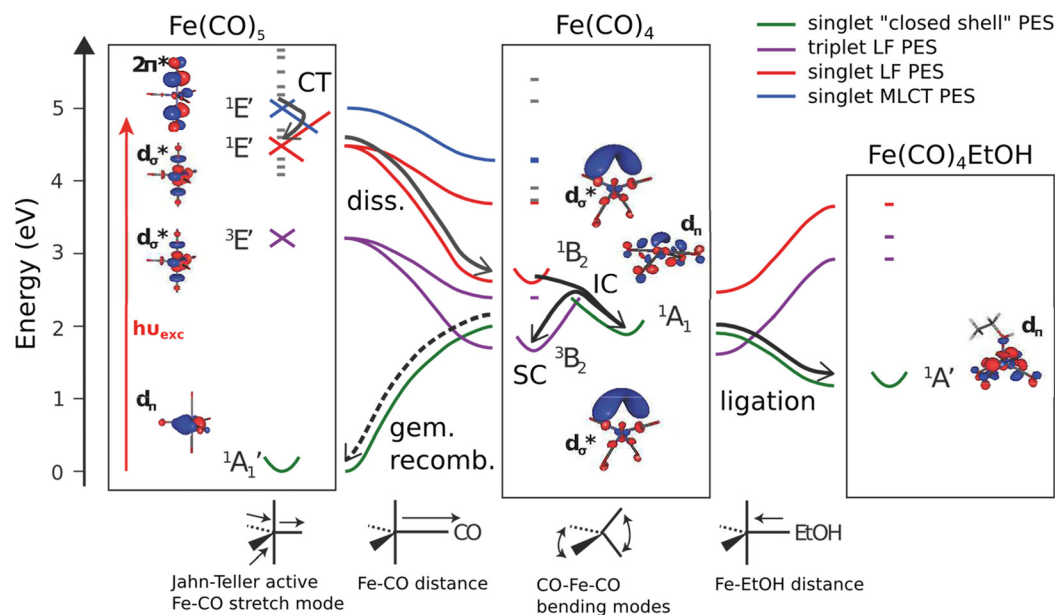 Fe(CO)₅
Fe(CO)₄
singlet "closed shell" PES
triplet LF PES
singlet LF PES
singlet MLCT PES
Fe(CO)₄EtOH
Energy (eV)
5
4
3
2
1
0
hυexc
2π*
dσ*
dσ*
dπ
CT
¹E'
¹E'
³E'
¹A₁'
diss.
gem.
recomb.
dσ*
dπ
¹B₂
IC
¹A₁
³B₂
SC
dσ*
ligation
dπ
¹A'
CO
EtOH
Jahn-Teller active
Fe-CO stretch mode
Fe-CO distance
CO-Fe-CO
bending modes
Fe-EtOH distance